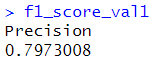 > f1_score_val1
Precision
0.7973008